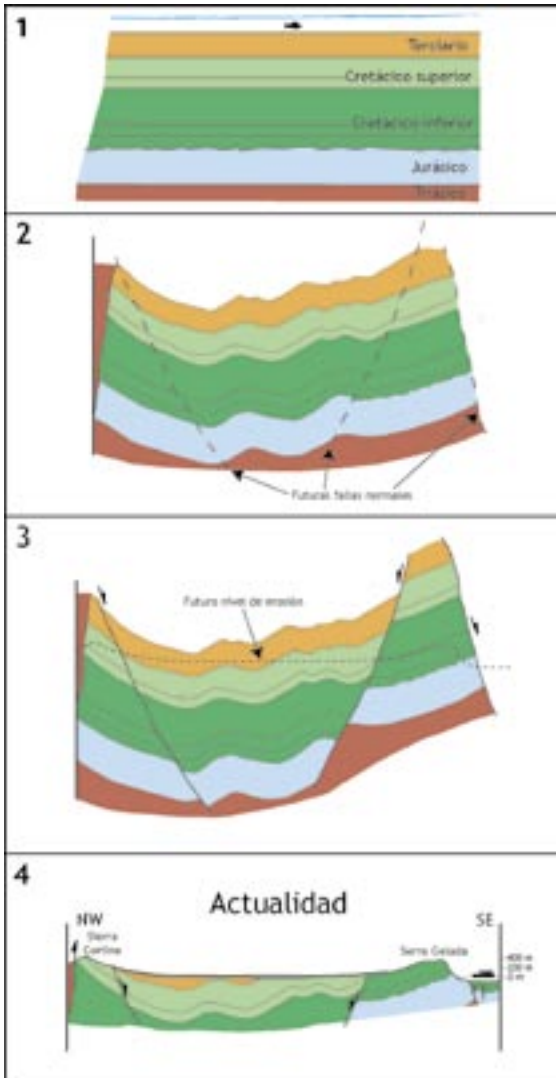 1
Terciario
Cretácico superior
Cretácico inferior
Jurásico
Triásico
2
Futuras fallas normales
3
Futuro nivel de erosión
4
Actualidad
NW
SE
Sierra
Cortina
Serra Gelada
400 m
200 m
0 m